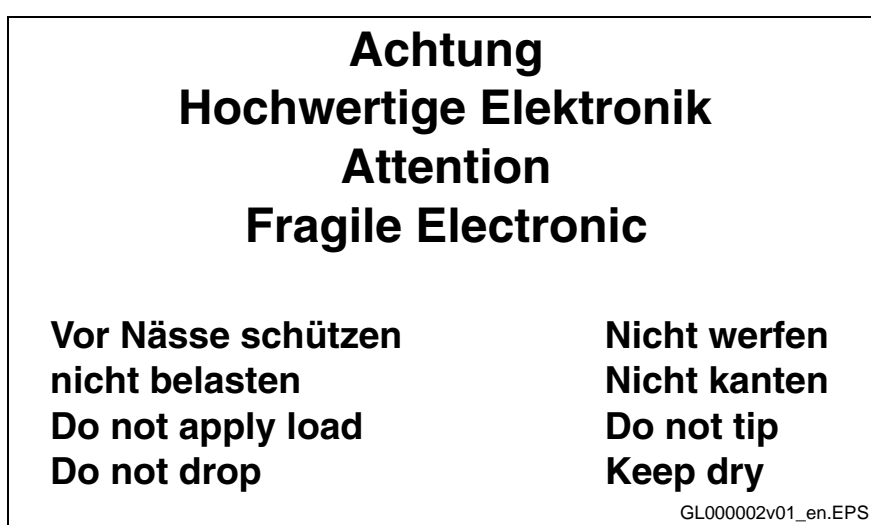 Achtung
Hochwertige Elektronik
Attention
Fragile Electronic
Vor Nässe schützen
nicht belasten
Do not apply load
Do not drop
Nicht werfen
Nicht kanten
Do not tip
Keep dry
GL000002v01_en.EPS